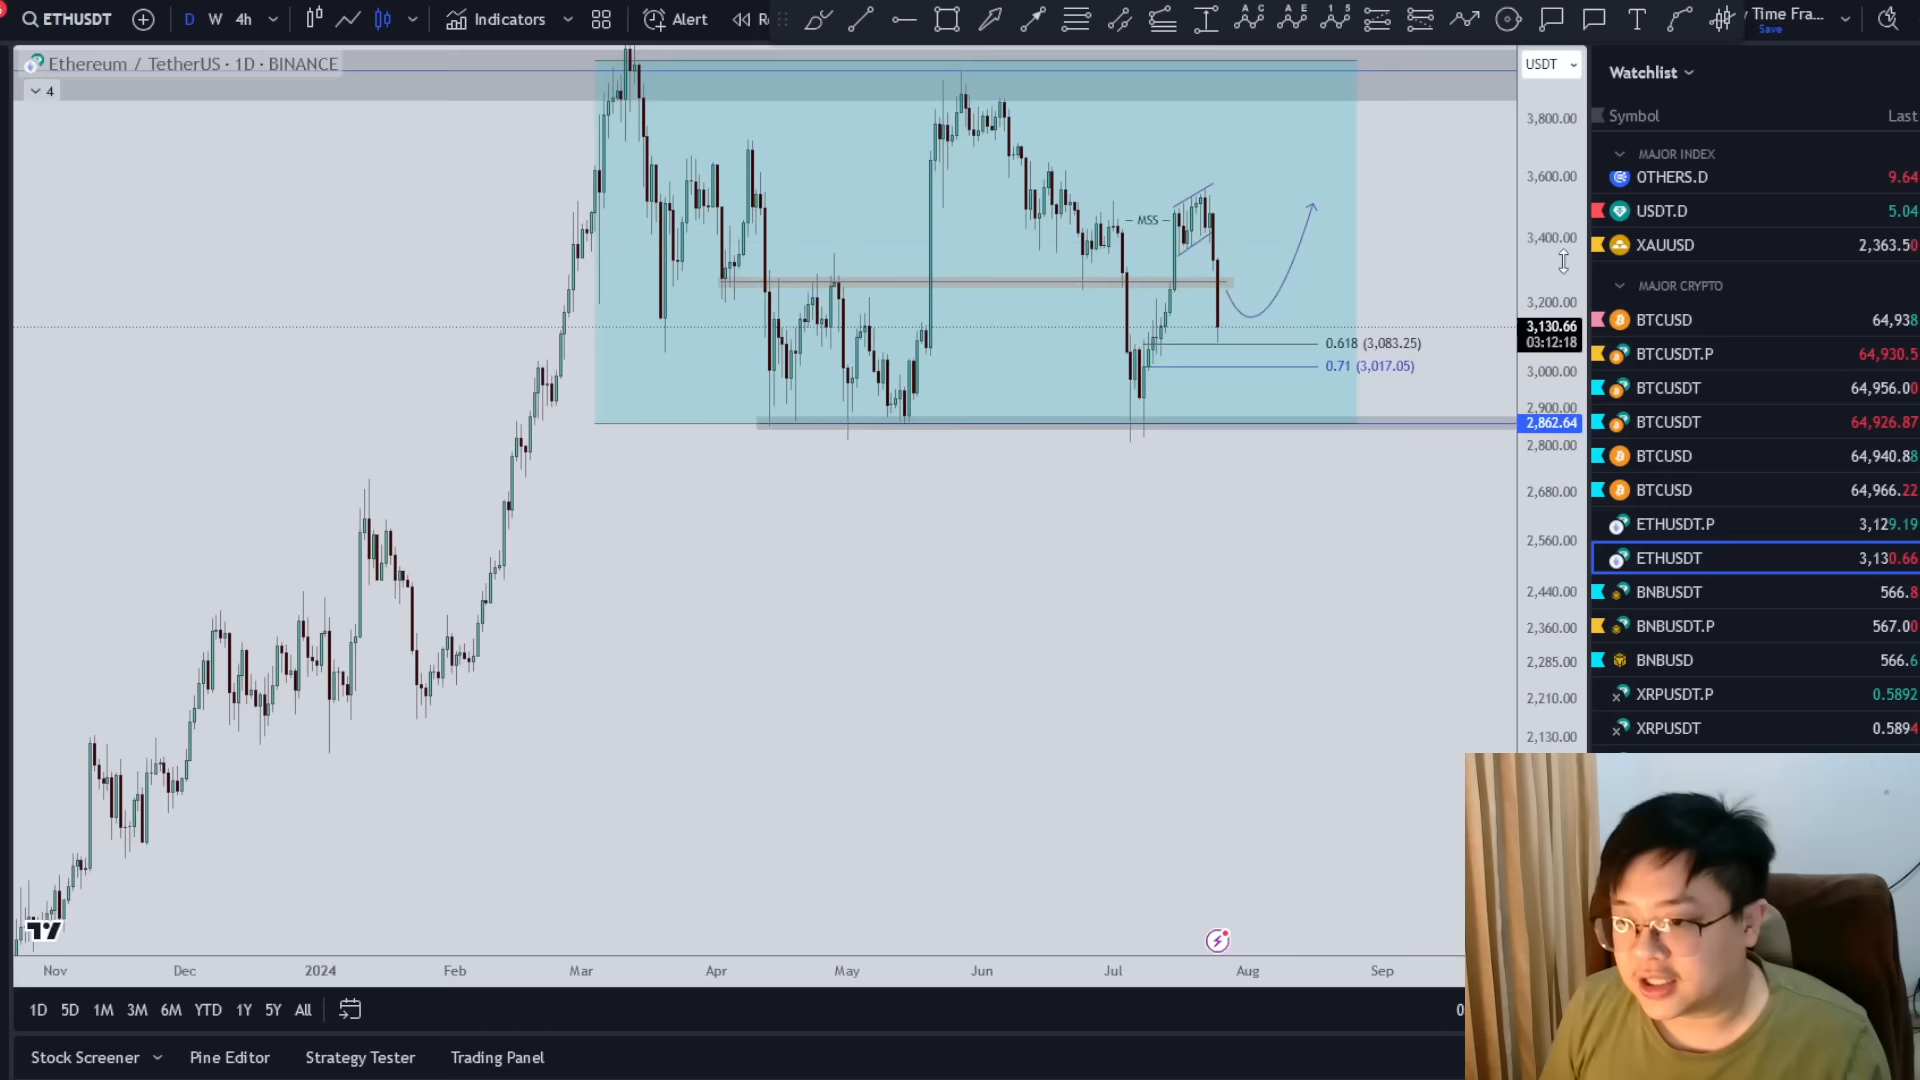 ETHUSDT D W 4h Indicators Alert Time Fra...
Save
Ethereum / TetherUS · 1D · BINANCE
4
USDT
3,800.00
3,600.00
3,400.00
3,200.00
3,130.66
03:12:18
3,000.00
2,900.00
2,862.64
2,800.00
2,680.00
2,560.00
2,440.00
2,360.00
2,285.00
2,210.00
2,130.00
MSS
0.618 (3,083.25)
0.71 (3,017.05)
Nov Dec 2024 Feb Mar Apr May Jun Jul Aug Sep
1D 5D 1M 3M 6M YTD 1Y 5Y All
Stock Screener Pine Editor Strategy Tester Trading Panel
Watchlist
Symbol Last
MAJOR INDEX
OTHERS.D 9.64
USDT.D 5.04
XAUUSD 2,363.50
MAJOR CRYPTO
BTCUSD 64,938
BTCUSDT.P 64,930.5
BTCUSDT 64,956.00
BTCUSDT 64,926.87
BTCUSD 64,940.88
BTCUSD 64,966.22
ETHUSDT.P 3,129.19
ETHUSDT 3,130.66
BNBUSDT 566.8
BNBUSDT.P 567.00
BNBUSD 566.6
XRPUSDT.P 0.5892
XRPUSDT 0.5894